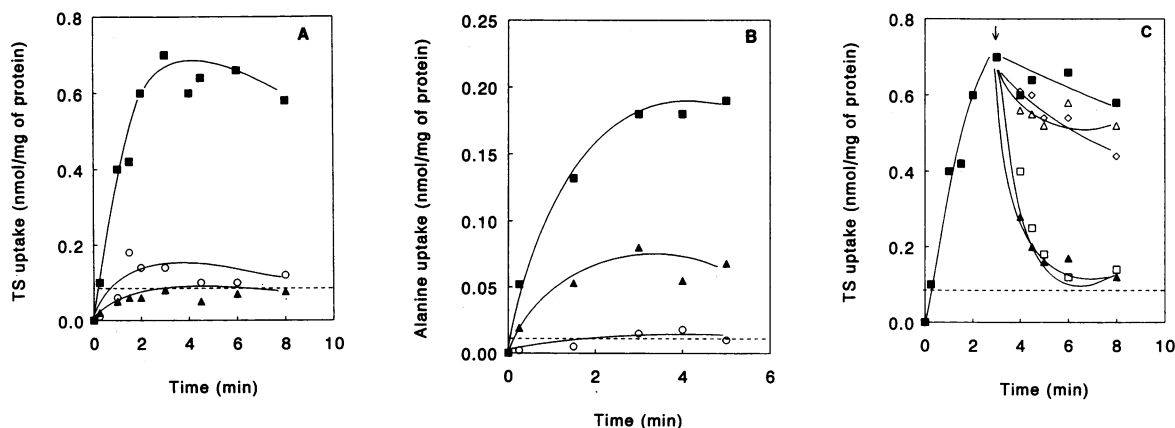 A
TS uptake (nmol/mg of protein)
0.8
0.6
0.4
0.2
0.0
0 2 4 6 8 10
Time (min)
B
Alanine uptake (nmol/mg of protein)
0.25
0.20
0.15
0.10
0.05
0.00
0 2 4 6
Time (min)
C
TS uptake (nmol/mg of protein)
0.8
0.6
0.4
0.2
0.0
0 2 4 6 8 10
Time (min)